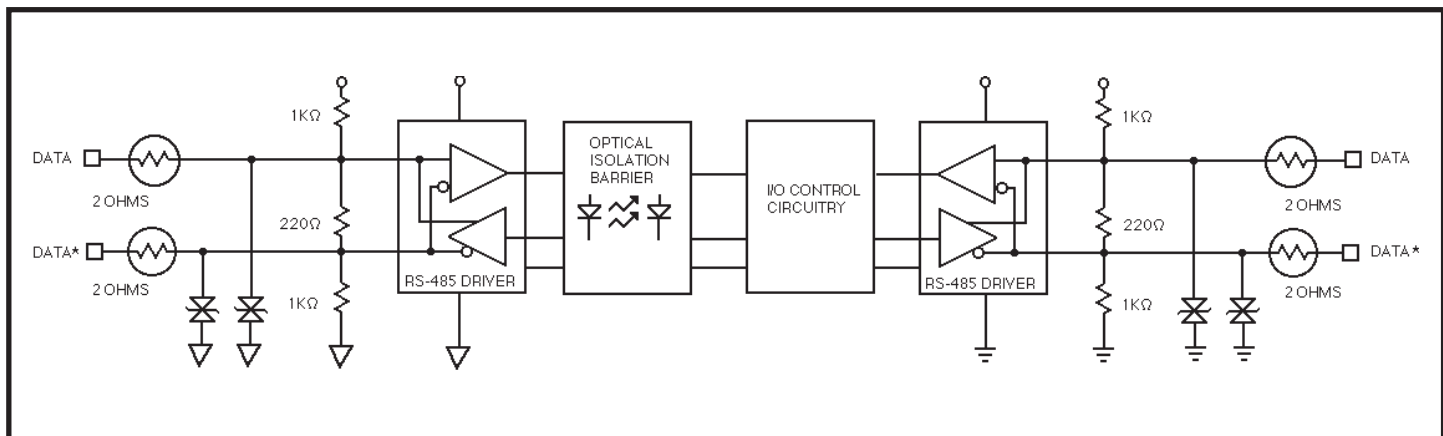 1KΩ
1KΩ
OPTICAL
ISOLATION
BARRIER
DATA
DATA
I/O CONTROL
CIRCUITRY
2 OHMS
2 OHMS
220Ω
220Ω
DATA*
DATA*
RS-485 DRIVER
RS-485 DRIVER
2 OHMS
2 OHMS
1KΩ
1KΩ